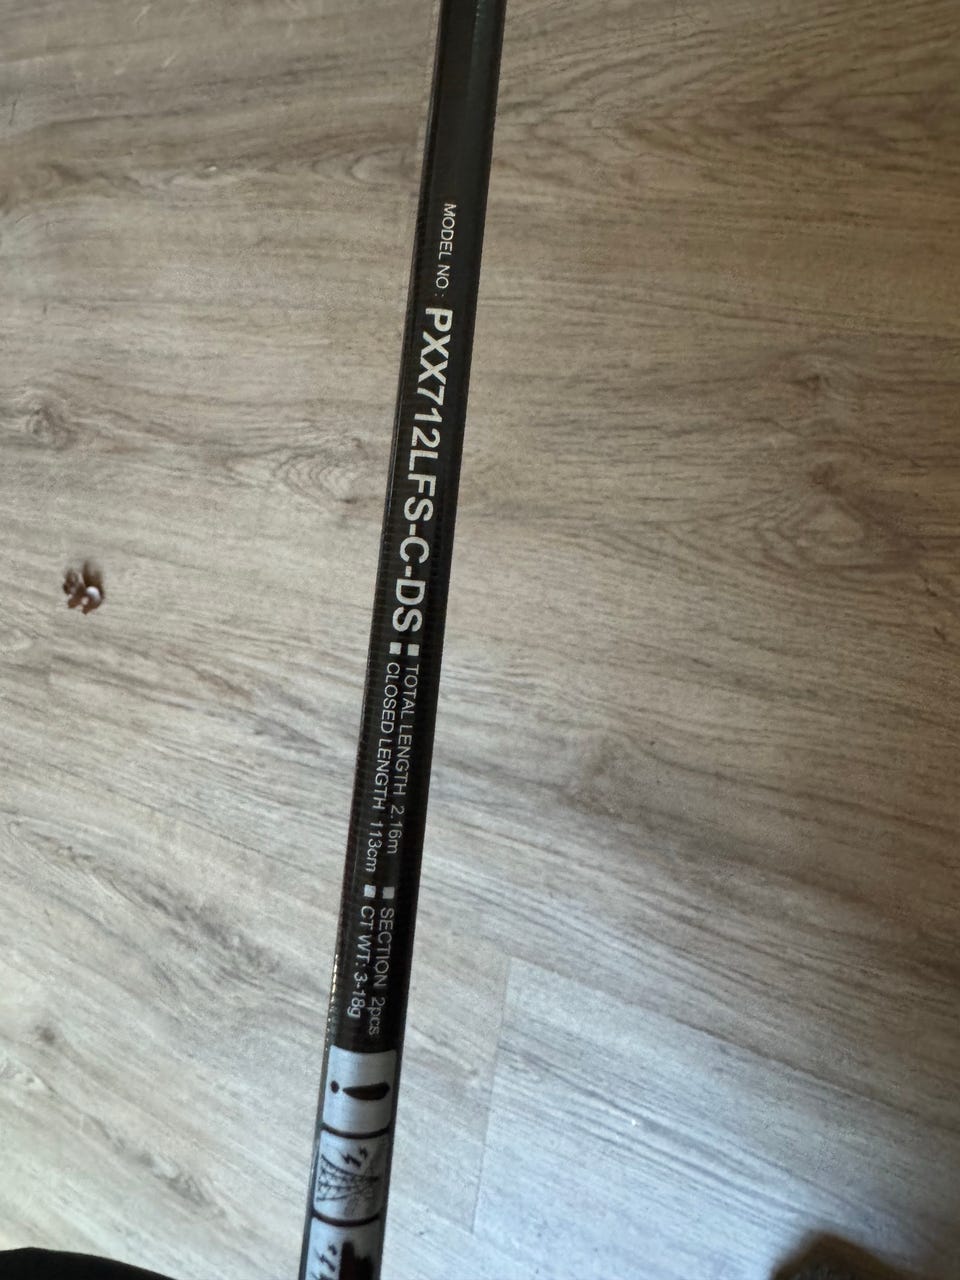 MODEL NO : PXX712LFS-C-DS
■ TOTAL LENGTH 2.16m ■ SECTION 2pcs
■ CLOSED LENGTH 113cm ■ CT WT: 3-18g
!